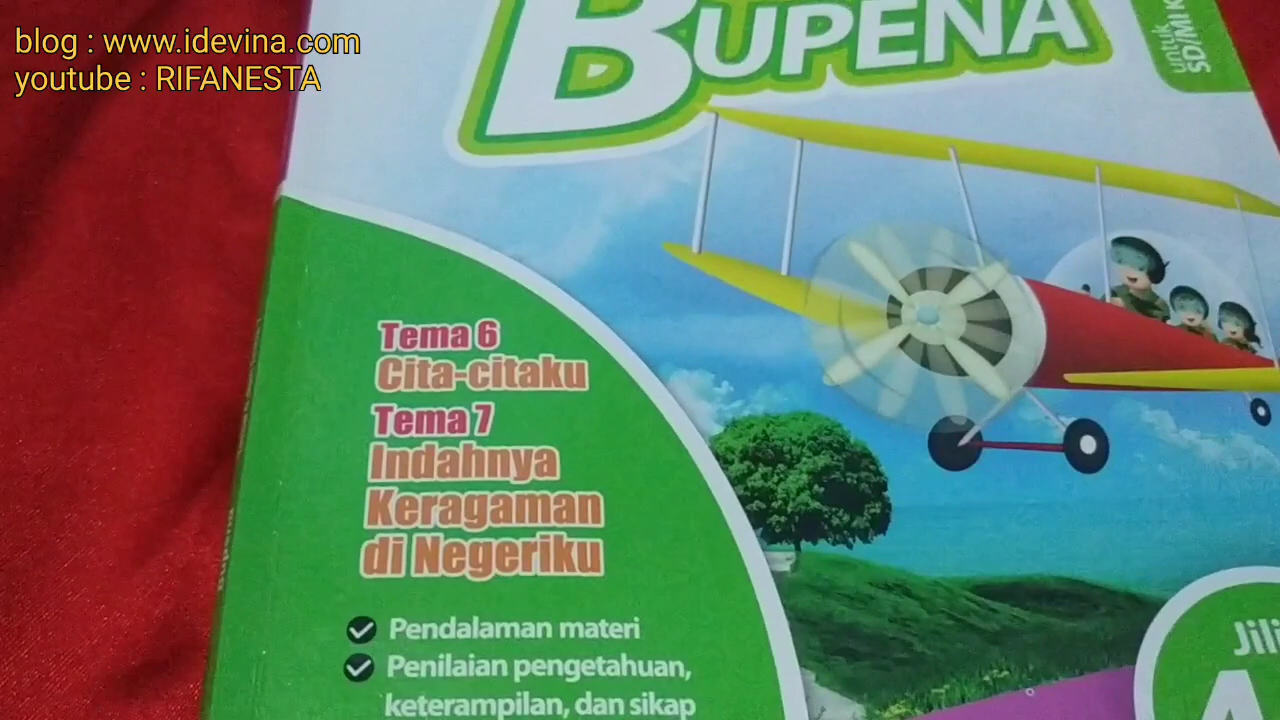 blog : www.idevina.com
youtube : RIFANESTA
BUPENA
untuk
SD/MI K
Tema 6
Cita-citaku
Tema 7
Indahnya
Keragaman
di Negeriku
Pendalaman materi
Penilaian pengetahuan,
keterampilan, dan sikap
Jili